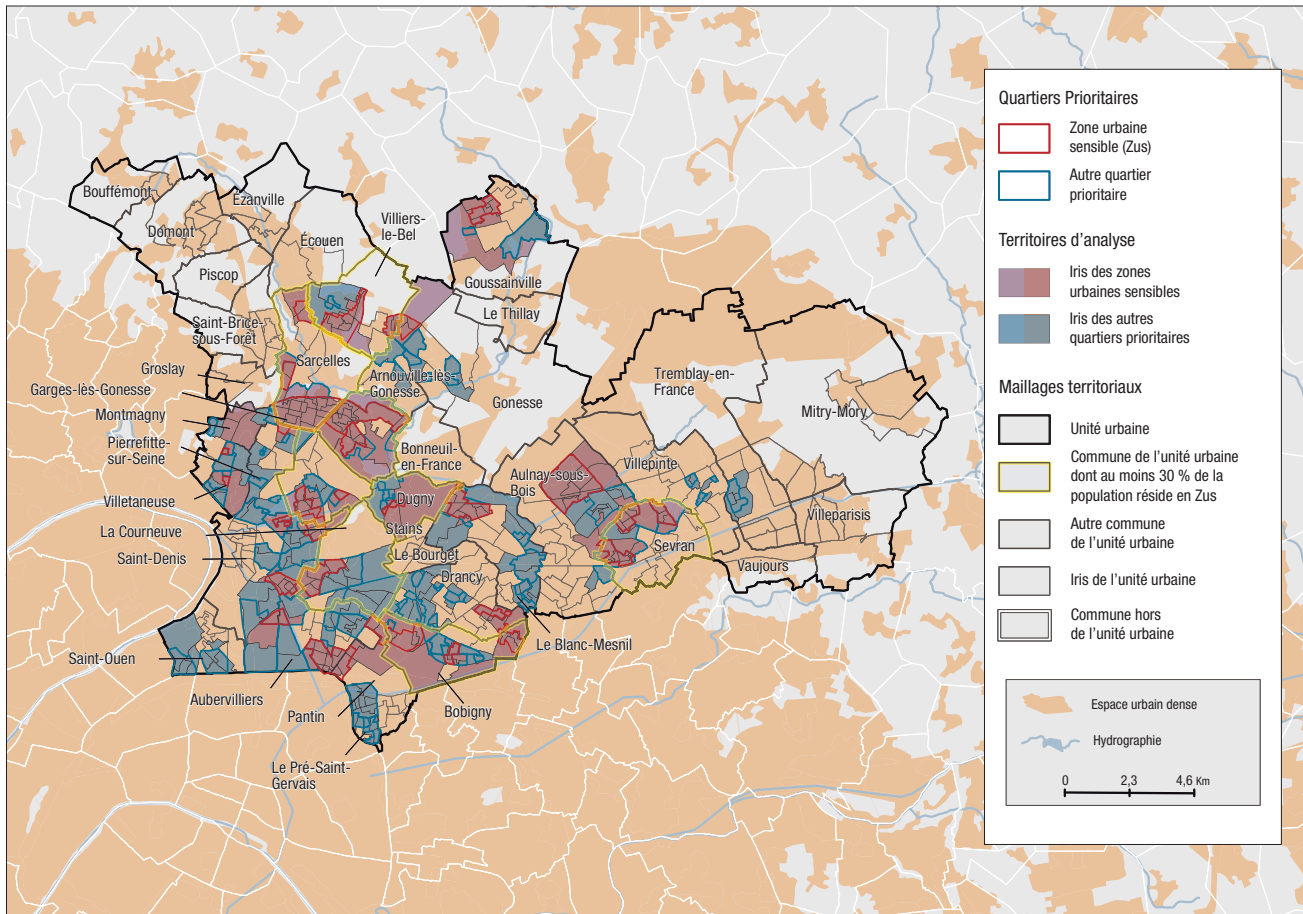 Bouffémont
Domont
Ézanville
Écouen
Villiers-
le-Bel
Piscop
Goussainville
Le Thillay
Saint-Brice-
sous-Forêt
Sarcelles
Groslay
Garges-lès-Gonesse
Arnouville-lès-
Gonesse
Gonesse
Tremblay-en-
France
Mitry-Mory
Montmagny
Pierrefitte-
sur-Seine
Bonneuil-
en-France
Villepinte
Aulnay-sous-
Bois
Villetaneuse
Dugny
Villeparisis
La Courneuve
Stains
Saint-Denis
Le Bourget
Sevran
Drancy
Vaujours
Le Blanc-Mesnil
Saint-Ouen
Aubervilliers
Pantin
Bobigny
Le Pré-Saint-
Gervais
Quartiers Prioritaires
Zone urbaine
sensible (Zus)
Autre quartier
prioritaire
Territoires d'analyse
Iris des zones
urbaines sensibles
Iris des autres
quartiers prioritaires
Maillages territoriaux
Unité urbaine
Commune de l'unité urbaine
dont au moins 30 % de la
population réside en Zus
Autre commune
de l'unité urbaine
Iris de l'unité urbaine
Commune hors
de l'unité urbaine
Espace urbain dense
Hydrographie
0 2,3 4,6 Km